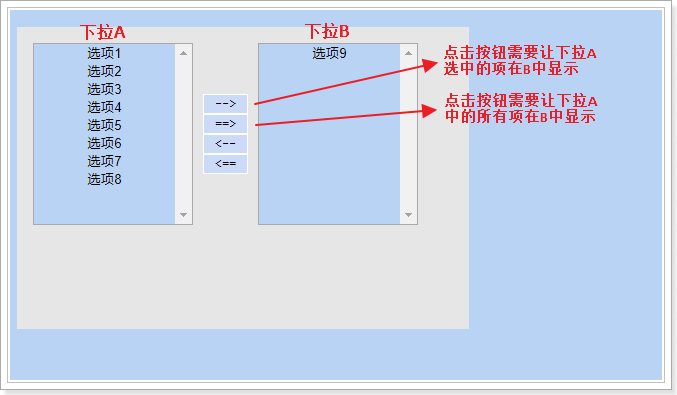 下拉A
下拉B
选项1
选项2
选项3
选项4
选项5
选项6
选项7
选项8
-->
==>
<--
<==
选项9
点击按钮需要让下拉A
选中的项在B中显示
点击按钮需要让下拉A
中的所有项在B中显示